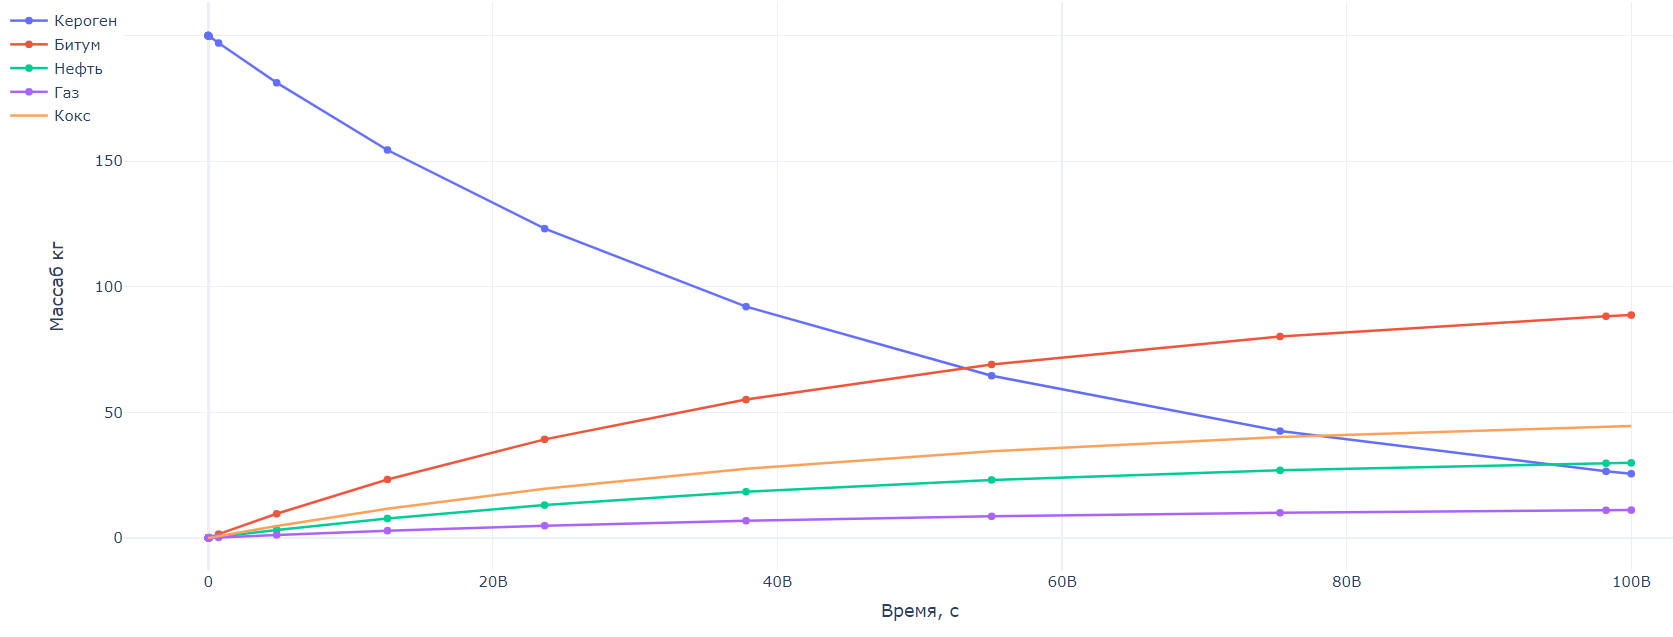 Кероген
Битум
Нефть
Газ
Кокс
150
100
50
0
Массаб кг
0
20B
40B
60B
80B
100B
Время, с